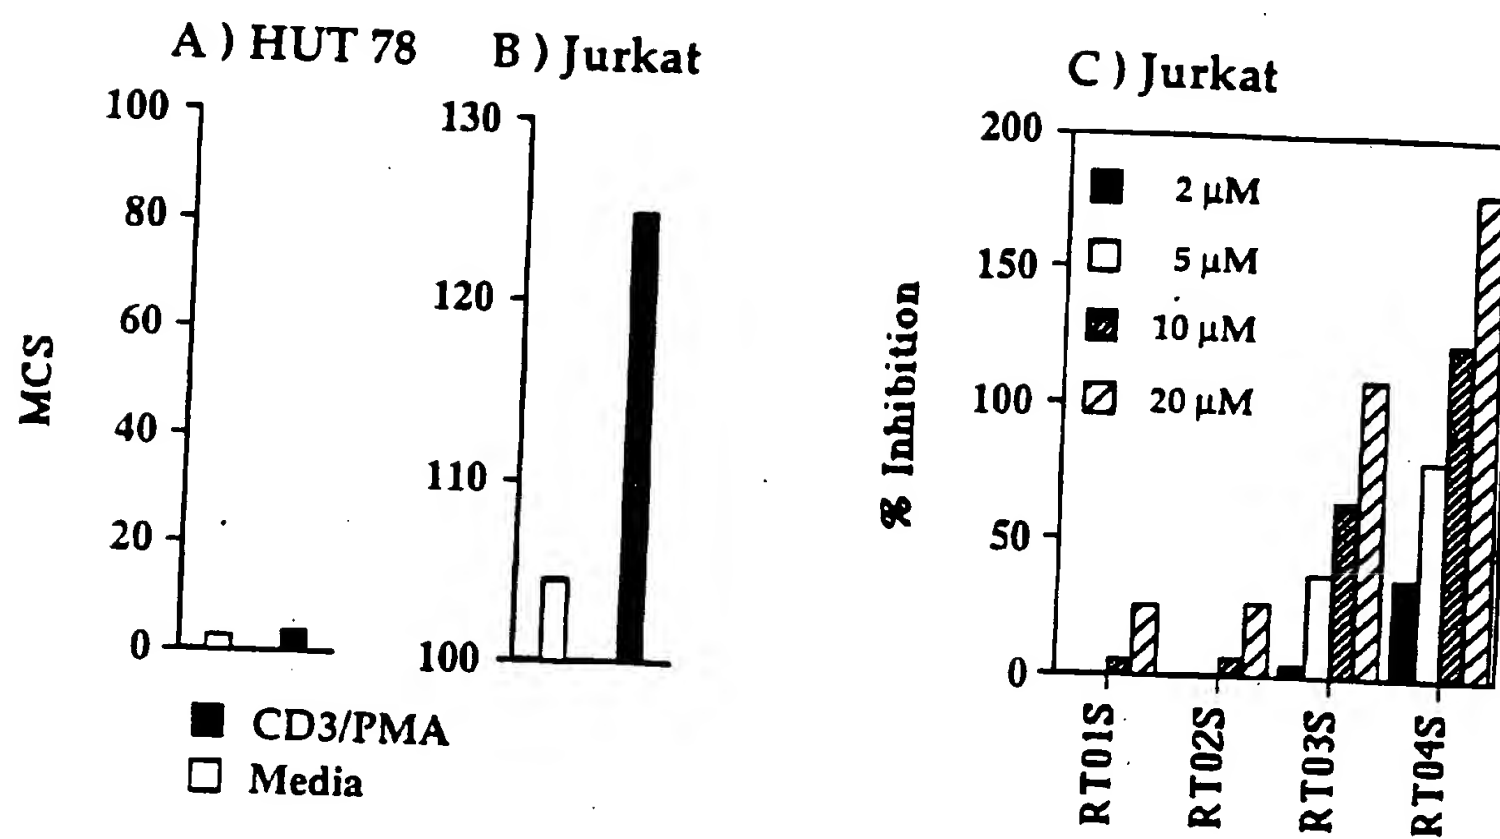 A ) HUT 78
100
80
60
40
20
0
MCS
CD3/PMA
Media
B ) Jurkat
130
120
110
100
C ) Jurkat
200
150
100
50
0
% Inhibition
2 µM
5 µM
10 µM
20 µM
RT01S
RT02S
RT03S
RT04S